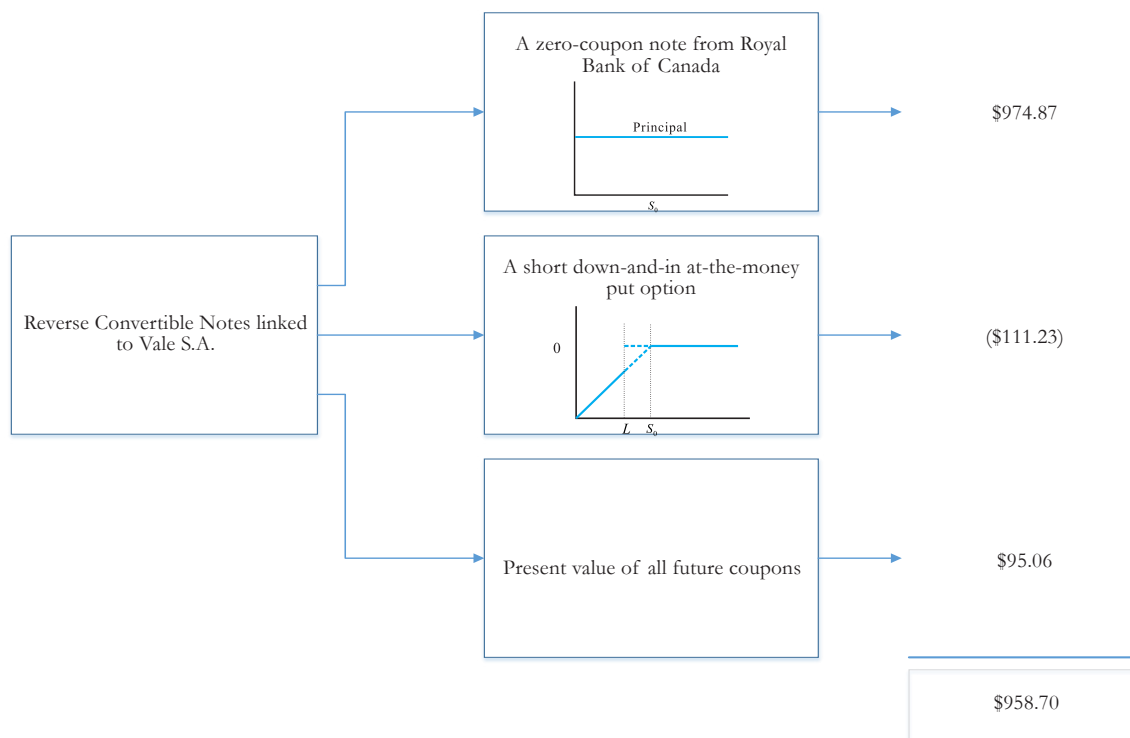 A zero-coupon note from Royal
Bank of Canada
Principal
S₀
$974.87
Reverse Convertible Notes linked
to Vale S.A.
A short down-and-in at-the-money
put option
0
L S₀
($111.23)
Present value of all future coupons
$95.06
$958.70